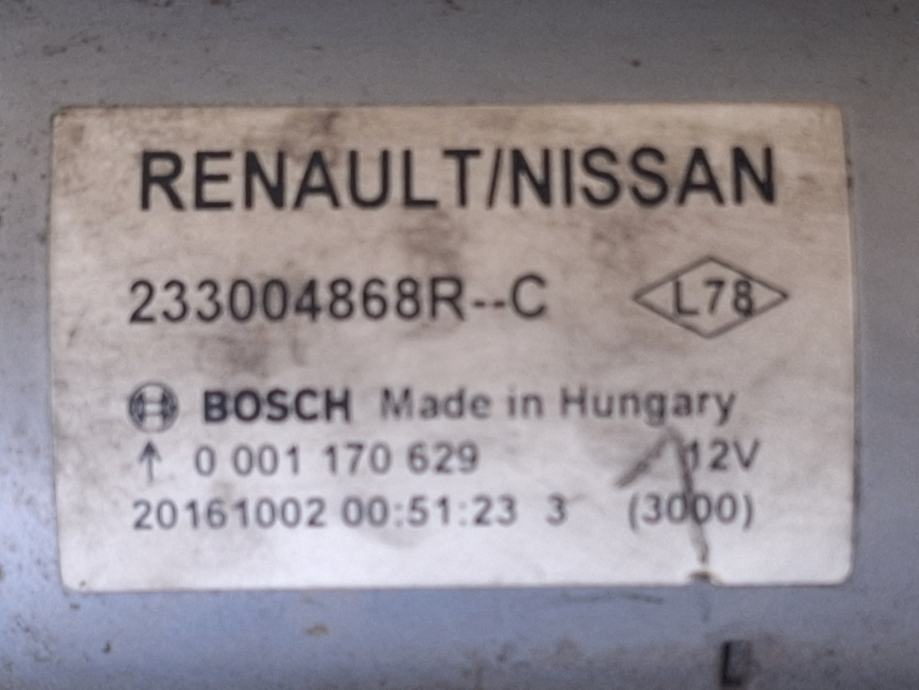 RENAULT/NISSAN
233004868R--C L78
BOSCH Made in Hungary
↑ 0 001 170 629 12V
20161002 00:51:23 3 (3000)